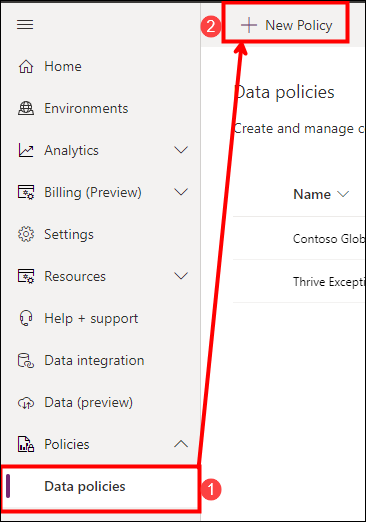 2
New Policy
Home
Environments
Analytics
Billing (Preview)
Settings
Resources
Help + support
Data integration
Data (preview)
Policies
Data policies
1
Data policies
Create and manage
Name
Contoso Glob
Thrive Excepti